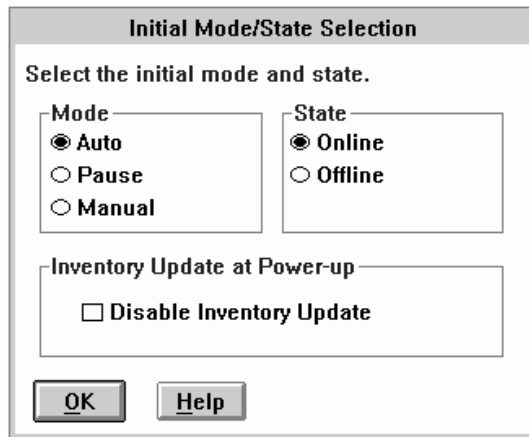 Initial Mode/State Selection
Select the initial mode and state.
Mode
Auto
Pause
Manual
State
Online
Offline
Inventory Update at Power-up
Disable Inventory Update
OK
Help